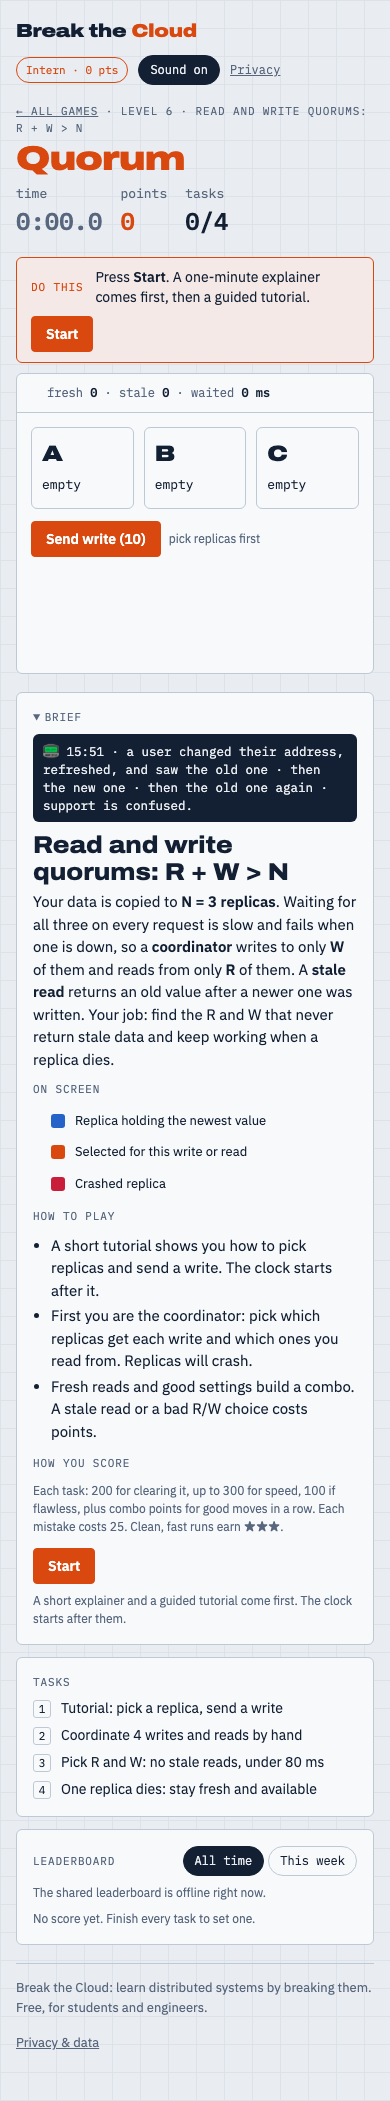 Break the Cloud
Intern · 0 pts
Sound on
Privacy
← ALL GAMES · LEVEL 6 · READ AND WRITE QUORUMS:
R + W > N
Quorum
time points tasks
0:00.0 0 0/4
DO THIS
Press Start. A one-minute explainer
comes first, then a guided tutorial.
Start
fresh 0 · stale 0 · waited 0 ms
A B C
empty empty empty
Send write (10) pick replicas first
▼ BRIEF
15:51 · a user changed their address,
refreshed, and saw the old one · then
the new one · then the old one again ·
support is confused.
Read and write
quorums: R + W > N
Your data is copied to N = 3 replicas. Waiting for
all three on every request is slow and fails when
one is down, so a coordinator writes to only W
of them and reads from only R of them. A stale
read returns an old value after a newer one was
written. Your job: find the R and W that never
return stale data and keep working when a
replica dies.
ON SCREEN
Replica holding the newest value
Selected for this write or read
Crashed replica
HOW TO PLAY
• A short tutorial shows you how to pick
replicas and send a write. The clock starts
after it.
• First you are the coordinator: pick which
replicas get each write and which ones you
read from. Replicas will crash.
• Fresh reads and good settings build a combo.
A stale read or a bad R/W choice costs
points.
HOW YOU SCORE
Each task: 200 for clearing it, up to 300 for speed, 100 if
flawless, plus combo points for good moves in a row. Each
mistake costs 25. Clean, fast runs earn ★★★.
Start
A short explainer and a guided tutorial come first. The clock
starts after them.
TASKS
1 Tutorial: pick a replica, send a write
2 Coordinate 4 writes and reads by hand
3 Pick R and W: no stale reads, under 80 ms
4 One replica dies: stay fresh and available
LEADERBOARD All time This week
The shared leaderboard is offline right now.
No score yet. Finish every task to set one.
Break the Cloud: learn distributed systems by breaking them.
Free, for students and engineers.
Privacy & data